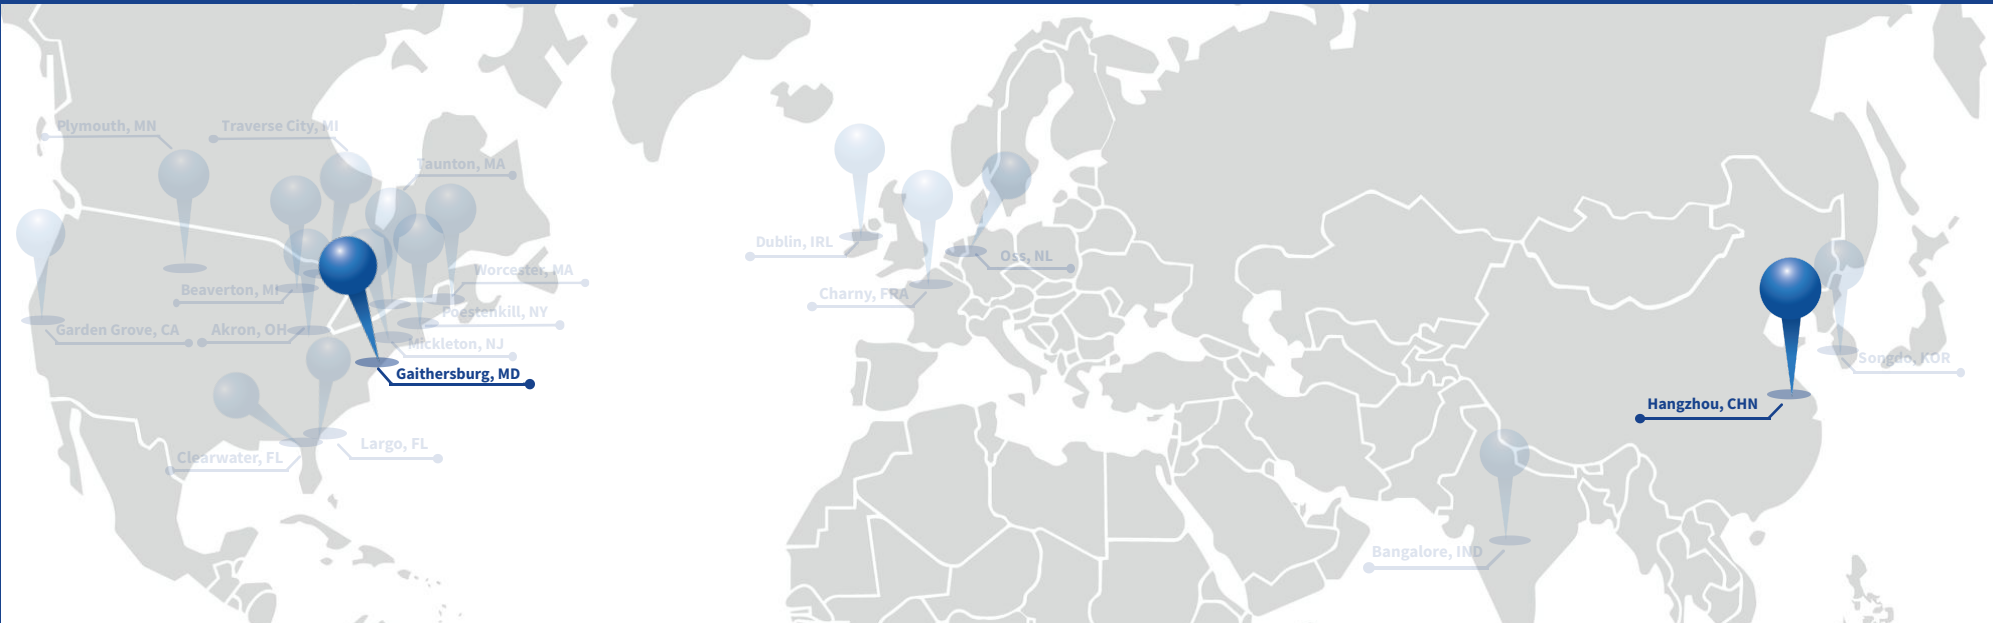 Plymouth, MN
Traverse City, MI
Taunton, MA
Dublin, IRL
Oss, NL
Worcester, MA
Beaverton, MI
Charny, FRA
Poestenkill, NY
Garden Grove, CA
Akron, OH
Mickleton, NJ
Songdo, KOR
Gaithersburg, MD
Hangzhou, CHN
Largo, FL
Clearwater, FL
Bangalore, IND